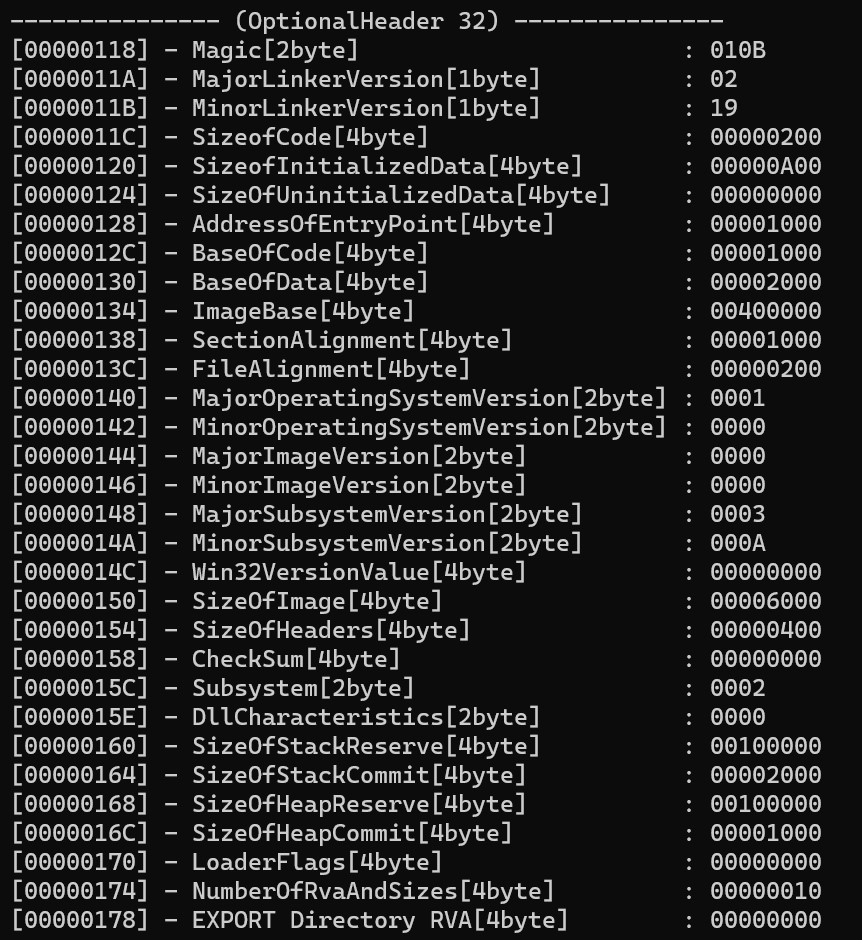 --------------- (OptionalHeader 32) ---------------
[00000118] - Magic[2byte] : 010B
[0000011A] - MajorLinkerVersion[1byte] : 02
[0000011B] - MinorLinkerVersion[1byte] : 19
[0000011C] - SizeofCode[4byte] : 00000200
[00000120] - SizeofInitializedData[4byte] : 00000A00
[00000124] - SizeOfUninitializedData[4byte] : 00000000
[00000128] - AddressOfEntryPoint[4byte] : 00001000
[0000012C] - BaseOfCode[4byte] : 00001000
[00000130] - BaseOfData[4byte] : 00002000
[00000134] - ImageBase[4byte] : 00400000
[00000138] - SectionAlignment[4byte] : 00001000
[0000013C] - FileAlignment[4byte] : 00000200
[00000140] - MajorOperatingSystemVersion[2byte] : 0001
[00000142] - MinorOperatingSystemVersion[2byte] : 0000
[00000144] - MajorImageVersion[2byte] : 0000
[00000146] - MinorImageVersion[2byte] : 0000
[00000148] - MajorSubsystemVersion[2byte] : 0003
[0000014A] - MinorSubsystemVersion[2byte] : 000A
[0000014C] - Win32VersionValue[4byte] : 00000000
[00000150] - SizeOfImage[4byte] : 00006000
[00000154] - SizeOfHeaders[4byte] : 00000400
[00000158] - CheckSum[4byte] : 00000000
[0000015C] - Subsystem[2byte] : 0002
[0000015E] - DllCharacteristics[2byte] : 0000
[00000160] - SizeOfStackReserve[4byte] : 00100000
[00000164] - SizeOfStackCommit[4byte] : 00002000
[00000168] - SizeOfHeapReserve[4byte] : 00100000
[0000016C] - SizeOfHeapCommit[4byte] : 00001000
[00000170] - LoaderFlags[4byte] : 00000000
[00000174] - NumberOfRvaAndSizes[4byte] : 00000010
[00000178] - EXPORT Directory RVA[4byte] : 00000000